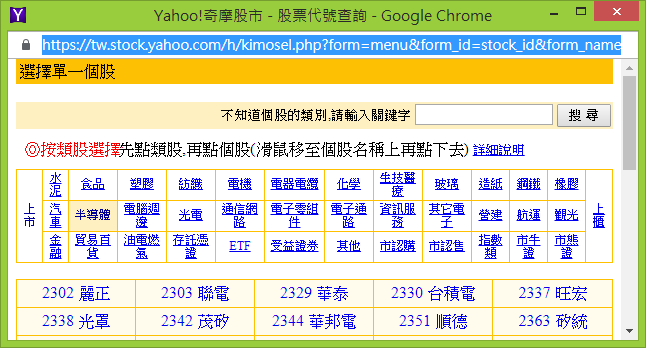 Yahoo!奇摩股市 - 股票代號查詢 - Google Chrome
https://tw.stock.yahoo.com/h/kimosel.php?form=menu&form_id=stock_id&form_name
選擇單一個股
不知道個股的類別,請輸入關鍵字 搜 尋
◎按類股選擇先點類股,再點個股(滑鼠移至個股名稱上再點下去) 詳細說明
上市 水泥 食品 塑膠 紡織 電機 電器電纜 化學 生技醫療 玻璃 造紙 鋼鐵 橡膠 上櫃
汽車 半導體 電腦週邊 光電 通信網路 電子零組件 電子通路 資訊服務 其它電子 營建 航運 觀光
金融 貿易百貨 油電燃氣 存託憑證 ETF 受益證券 其他 市認購 市認售 指數類 市牛證 市熊證
2302 麗正 2303 聯電 2329 華泰 2330 台積電 2337 旺宏
2338 光罩 2342 茂矽 2344 華邦電 2351 順德 2363 矽統